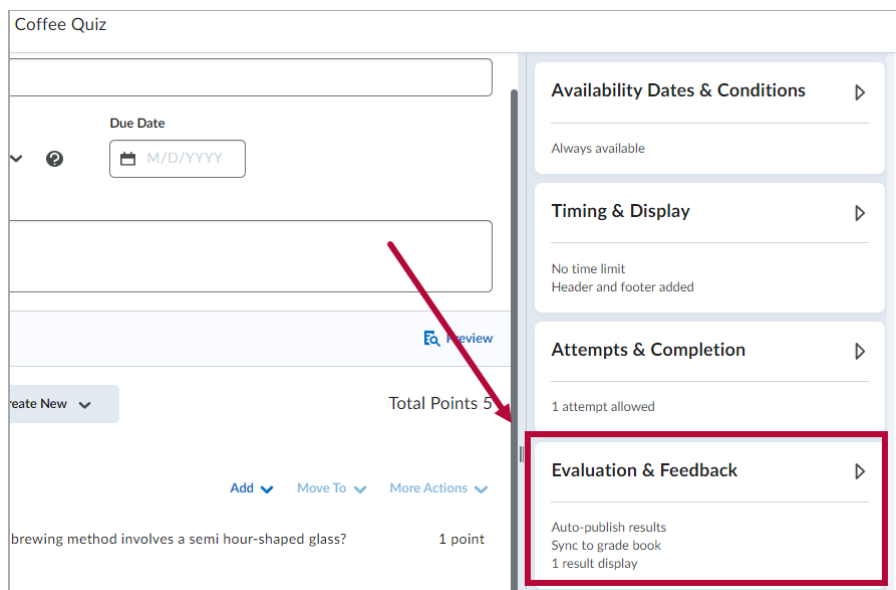 Coffee Quiz
Due Date
M/D/YYYY
Preview
reate New
Total Points 5
Add Move To More Actions
brewing method involves a semi hour-shaped glass? 1 point
Availability Dates & Conditions
Always available
Timing & Display
No time limit
Header and footer added
Attempts & Completion
1 attempt allowed
Evaluation & Feedback
Auto-publish results
Sync to grade book
1 result display